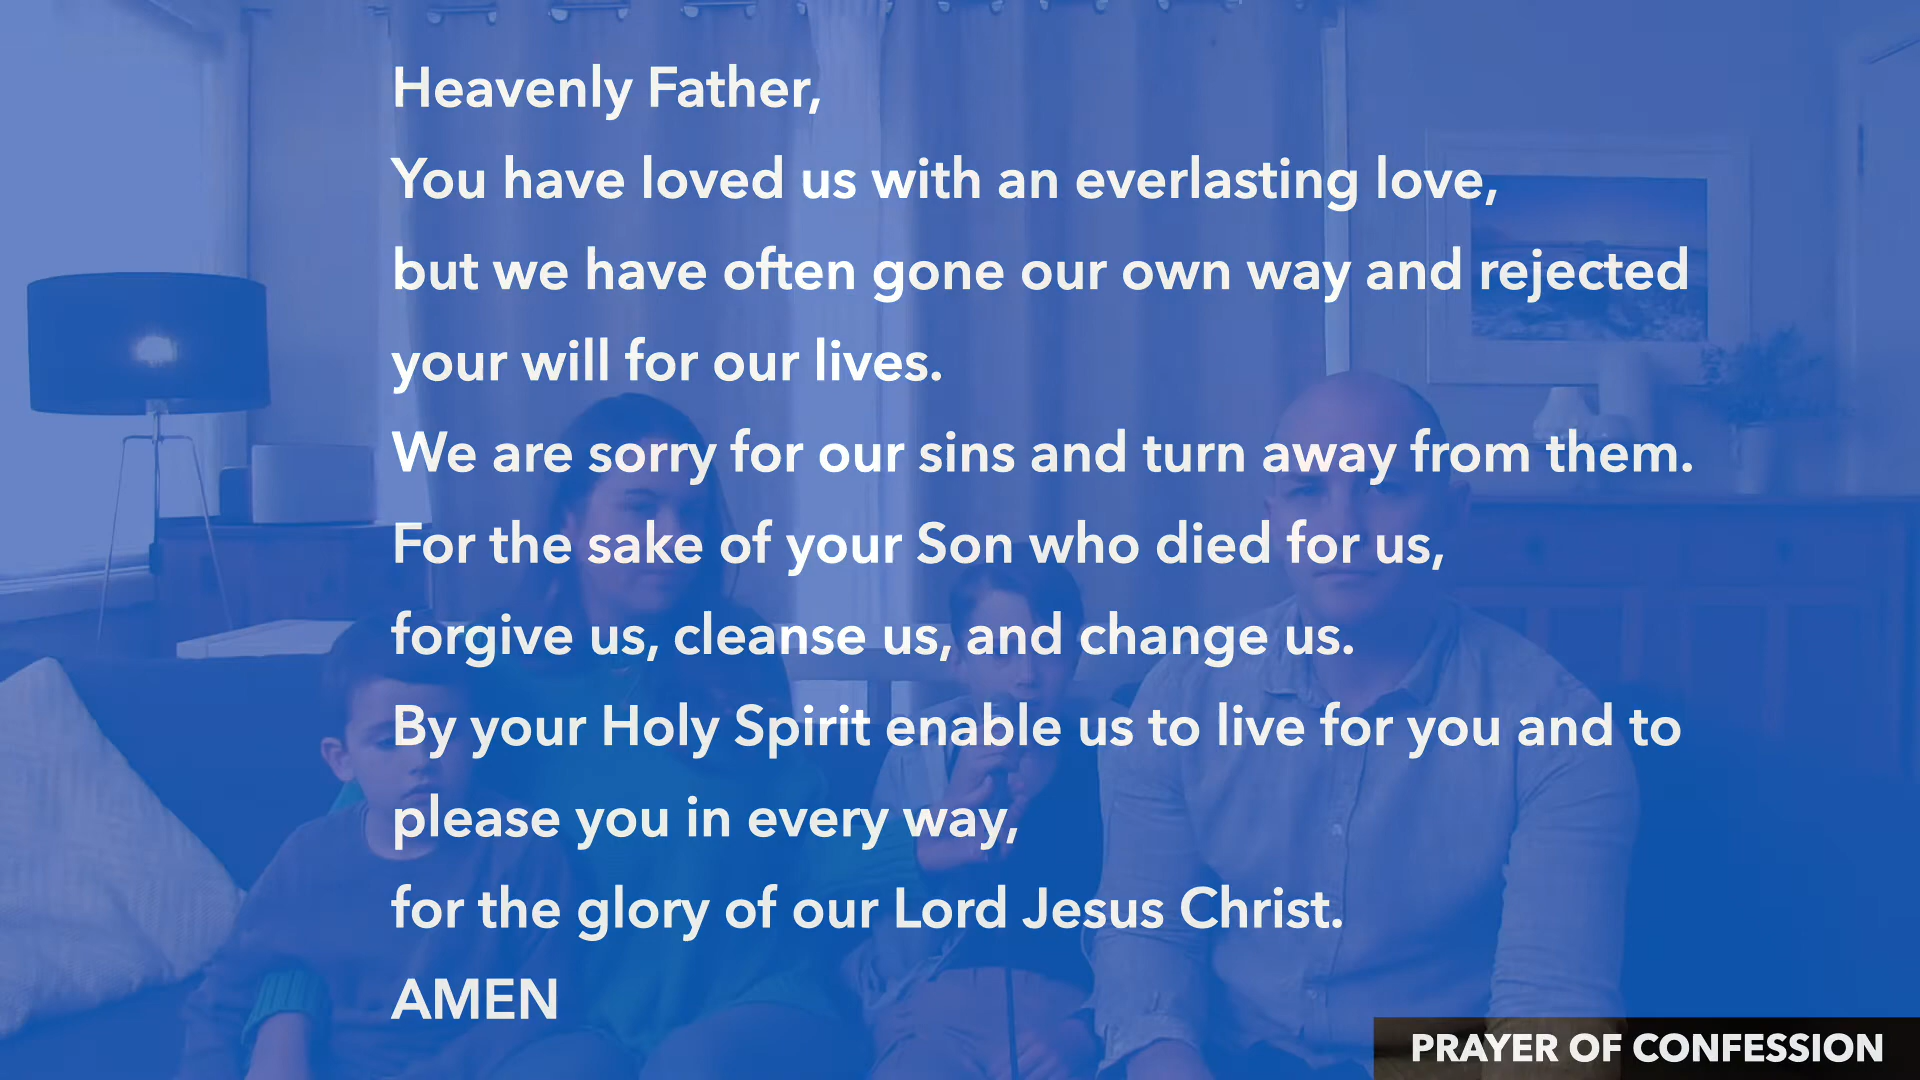 Heavenly Father,
You have loved us with an everlasting love,
but we have often gone our own way and rejected
your will for our lives.
We are sorry for our sins and turn away from them.
For the sake of your Son who died for us,
forgive us, cleanse us, and change us.
By your Holy Spirit enable us to live for you and to
please you in every way,
for the glory of our Lord Jesus Christ.
AMEN
PRAYER OF CONFESSION